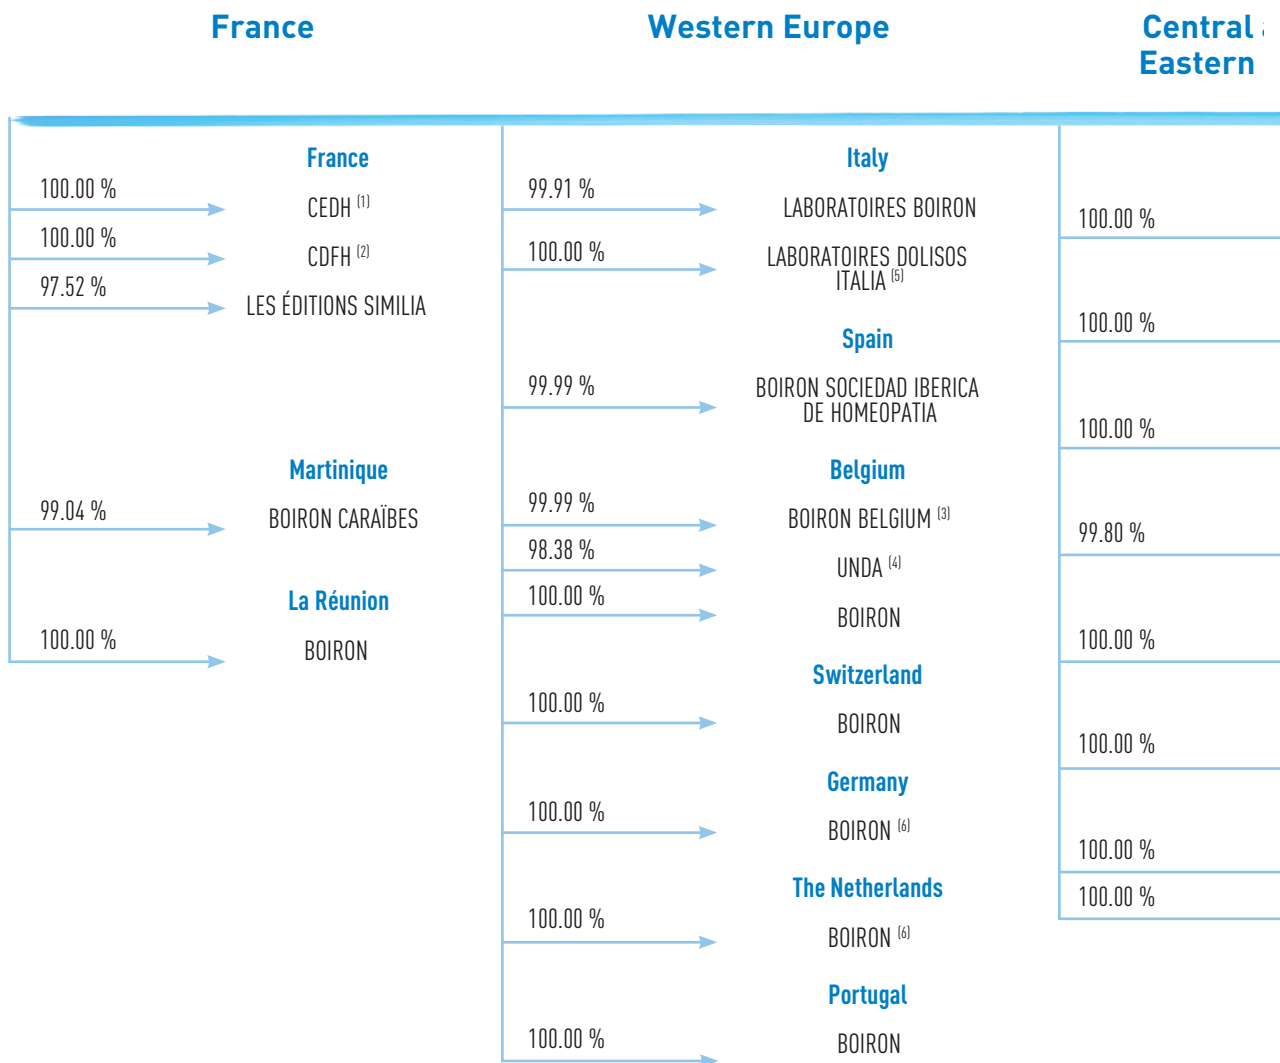 France
Western Europe
Central
Eastern
France
100.00 %
CEDH (1)
100.00 %
CDFH (2)
97.52 %
LES ÉDITIONS SIMILIA
Martinique
99.04 %
BOIRON CARAÏBES
La Réunion
100.00 %
BOIRON
Italy
99.91 %
LABORATOIRES BOIRON
100.00 %
LABORATOIRES DOLISOS
ITALIA (5)
Spain
99.99 %
BOIRON SOCIEDAD IBERICA
DE HOMEOPATIA
Belgium
99.99 %
BOIRON BELGIUM (3)
98.38 %
UNDA (4)
100.00 %
BOIRON
Switzerland
100.00 %
BOIRON
Germany
100.00 %
BOIRON (6)
The Netherlands
100.00 %
BOIRON (6)
Portugal
100.00 %
BOIRON
100.00 %
100.00 %
100.00 %
99.80 %
100.00 %
100.00 %
100.00 %
100.00 %